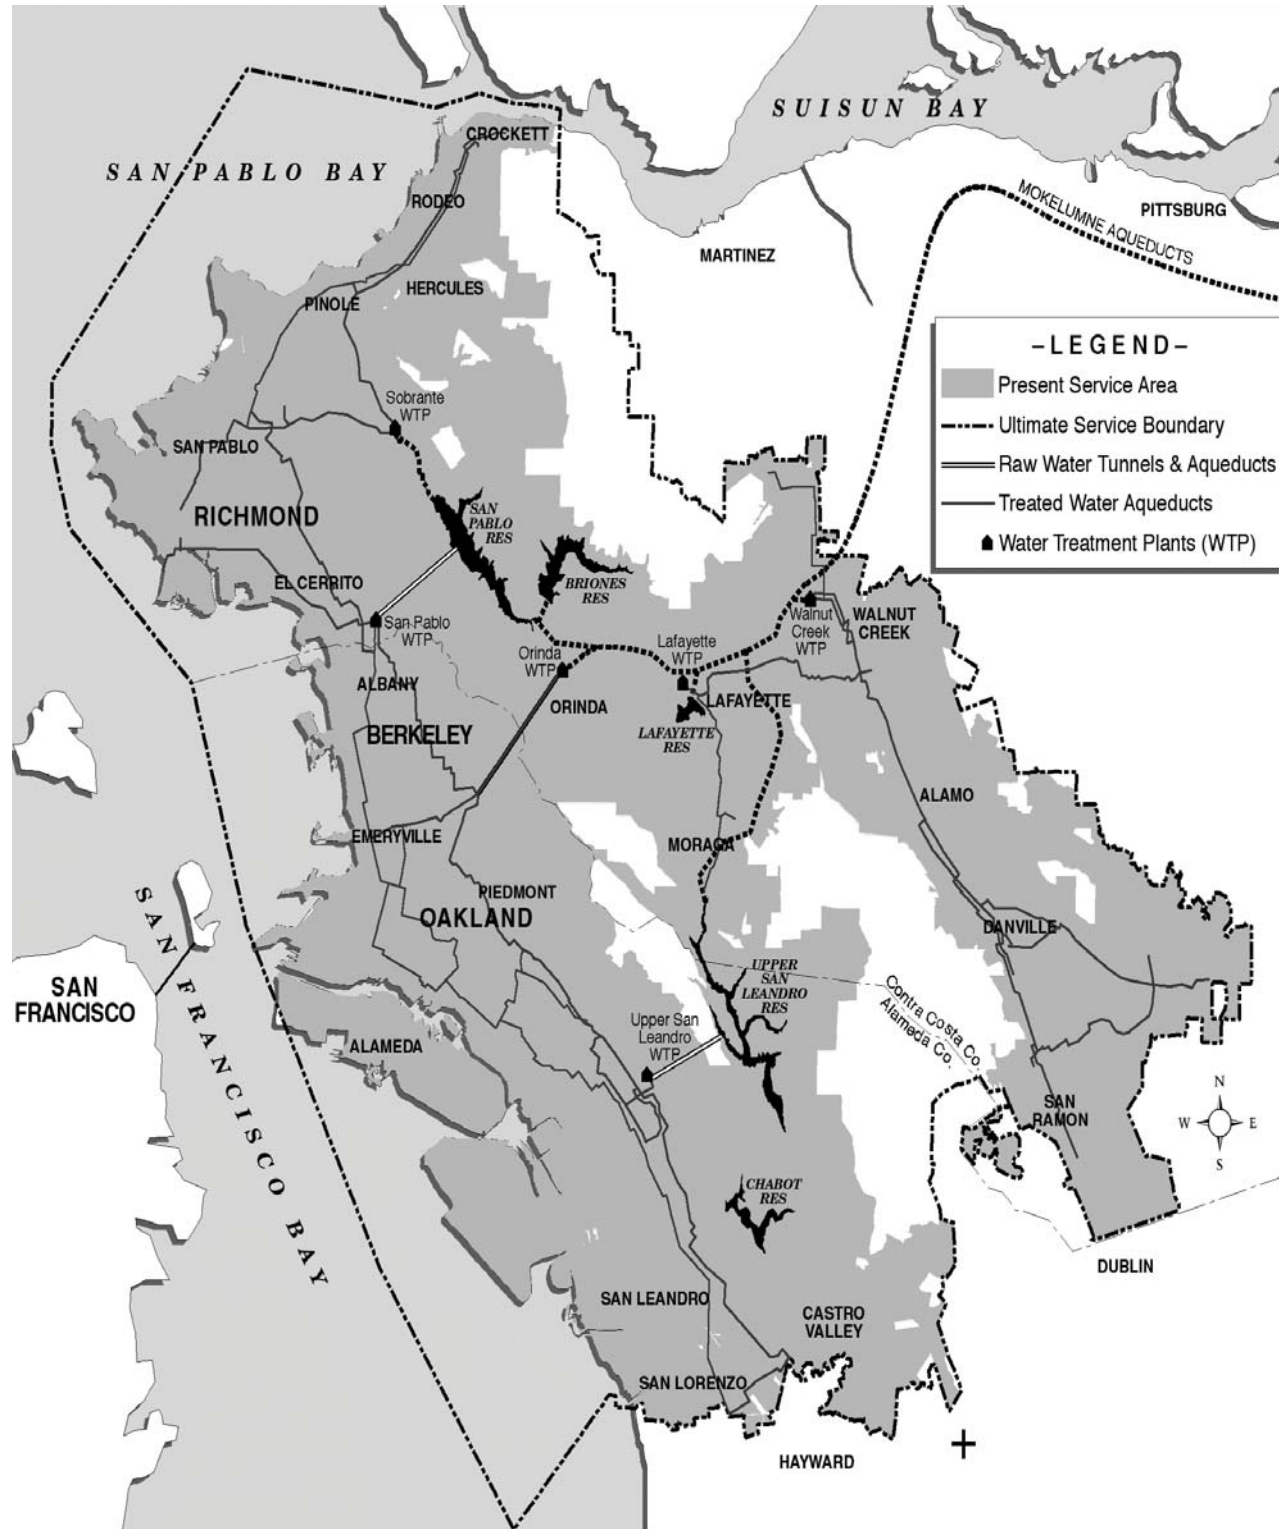 SUISUN BAY
CROCKETT
SAN PABLO BAY
RODEO
MOKELUMNE AQUEDUCTS
PITTSBURG
MARTINEZ
HERCULES
PINOLE
–LEGEND–
Present Service Area
Ultimate Service Boundary
Raw Water Tunnels & Aqueducts
Treated Water Aqueducts
Water Treatment Plants (WTP)
Sobrante
WTP
SAN PABLO
RICHMOND
SAN
PABLO
RES
EL CERRITO
BRIONES
RES
San Pablo
WTP
Walnut
Creek
WTP
WALNUT
CREEK
Orinda
WTP
Lafayette
WTP
ALBANY
ORINDA
LAFAYETTE
BERKELEY
LAFAYETTE
RES
ALAMO
EMERYVILLE
MORAGA
PIEDMONT
OAKLAND
DANVILLE
SAN
FRANCISCO
SAN FRANCISCO BAY
UPPER
SAN
LEANDRO
RES
Contra Costa Co.
Alameda Co.
Upper San
Leandro
WTP
ALAMEDA
SAN
RAMON
N
W
E
S
CHABOT
RES
DUBLIN
SAN LEANDRO
CASTRO
VALLEY
SAN LORENZO
HAYWARD